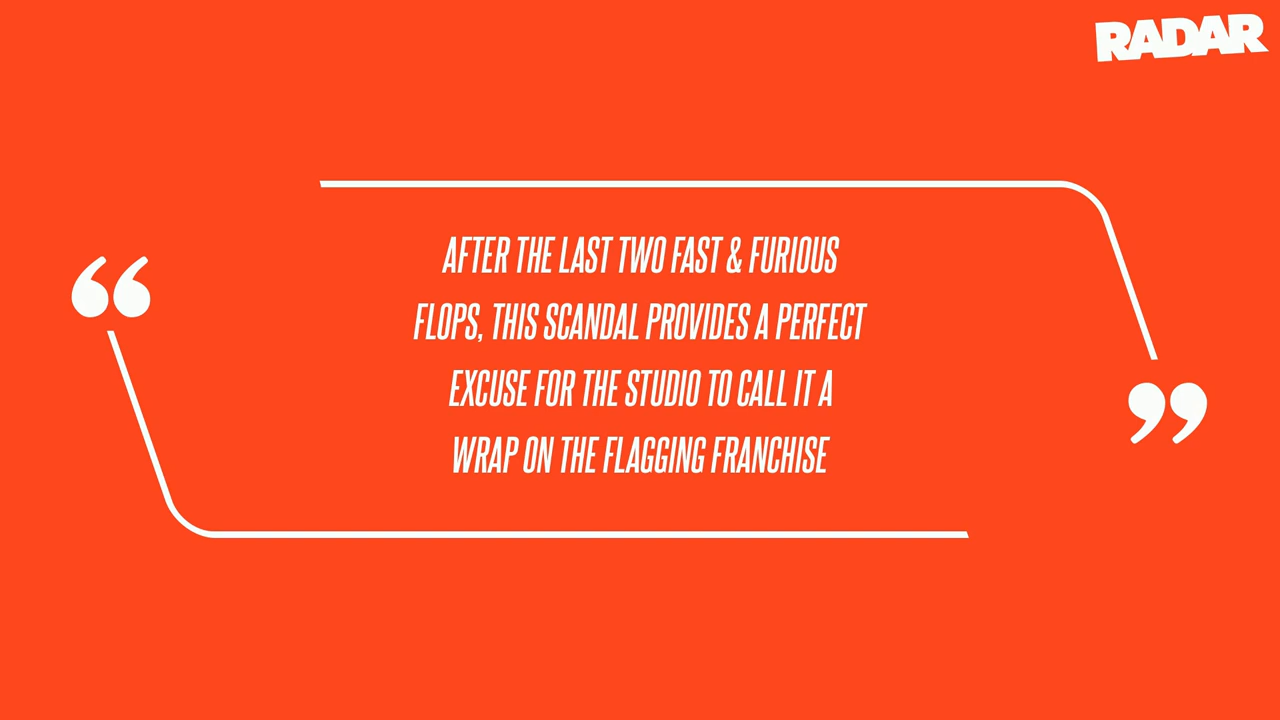 RADAR
“
AFTER THE LAST TWO FAST & FURIOUS
FLOPS, THIS SCANDAL PROVIDES A PERFECT
EXCUSE FOR THE STUDIO TO CALL IT A
WRAP ON THE FLAGGING FRANCHISE
”